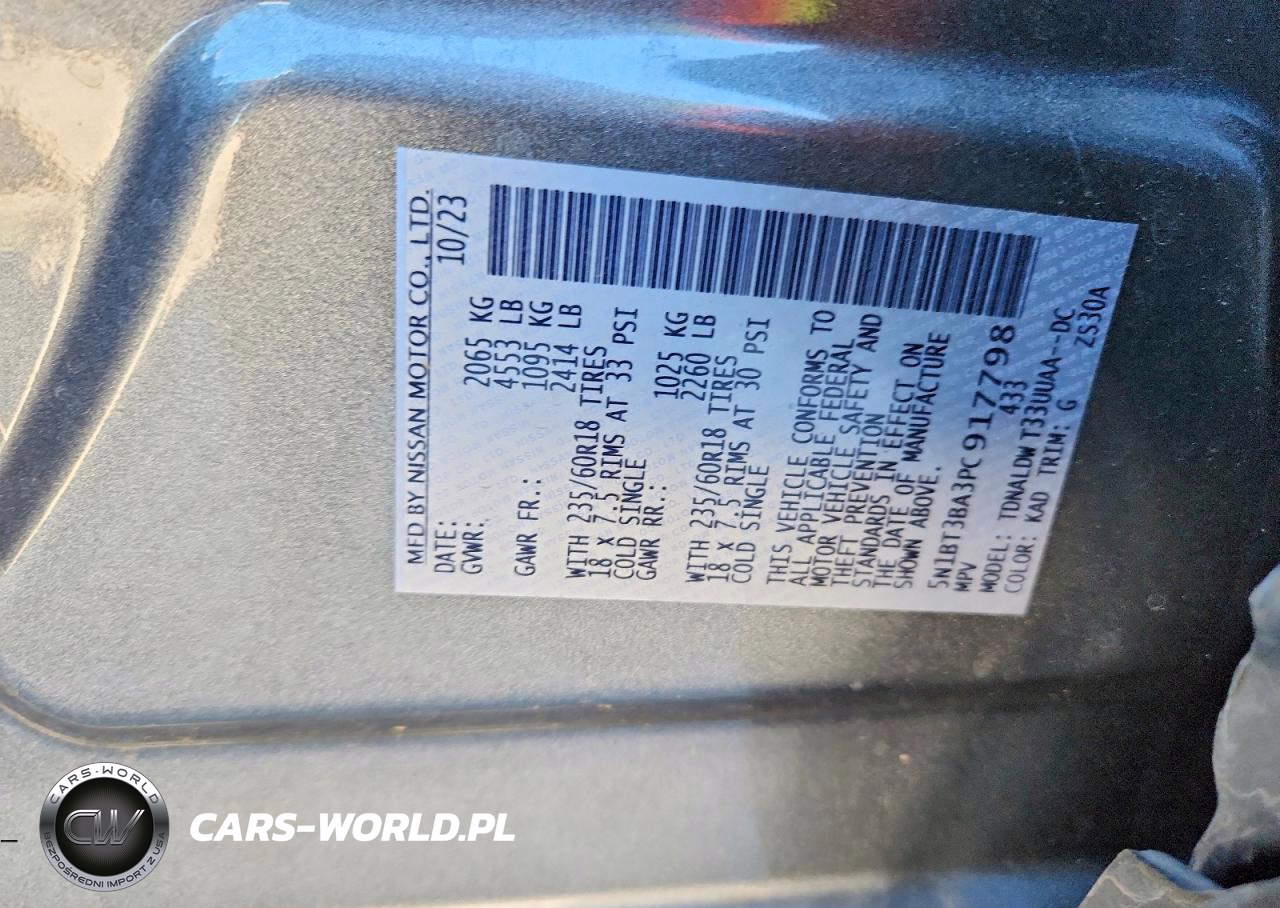 MFD BY NISSAN MOTOR CO., LTD.
DATE: 10/23
GVWR: 2065 KG
4553 LB
GAWR FR.: 1095 KG
2414 LB
WITH 235/60R18 TIRES
18 x 7.5 RIMS AT 33 PSI
COLD SINGLE
GAWR RR.: 1025 KG
2260 LB
WITH 235/60R18 TIRES
18 x 7.5 RIMS AT 30 PSI
COLD SINGLE
THIS VEHICLE CONFORMS TO
ALL APPLICABLE FEDERAL
MOTOR VEHICLE SAFETY AND
THEFT PREVENTION
STANDARDS IN EFFECT ON
THE DATE OF MANUFACTURE
SHOWN ABOVE.
5N1BT3BA3PC917798
MPV 433
MODEL: TDNALDWT33UUAA--DC
COLOR: KAD TRIM: G ZS30A
CARS-WORLD
CW
BEZPOŚREDNI IMPORT Z USA
CARS-WORLD.PL